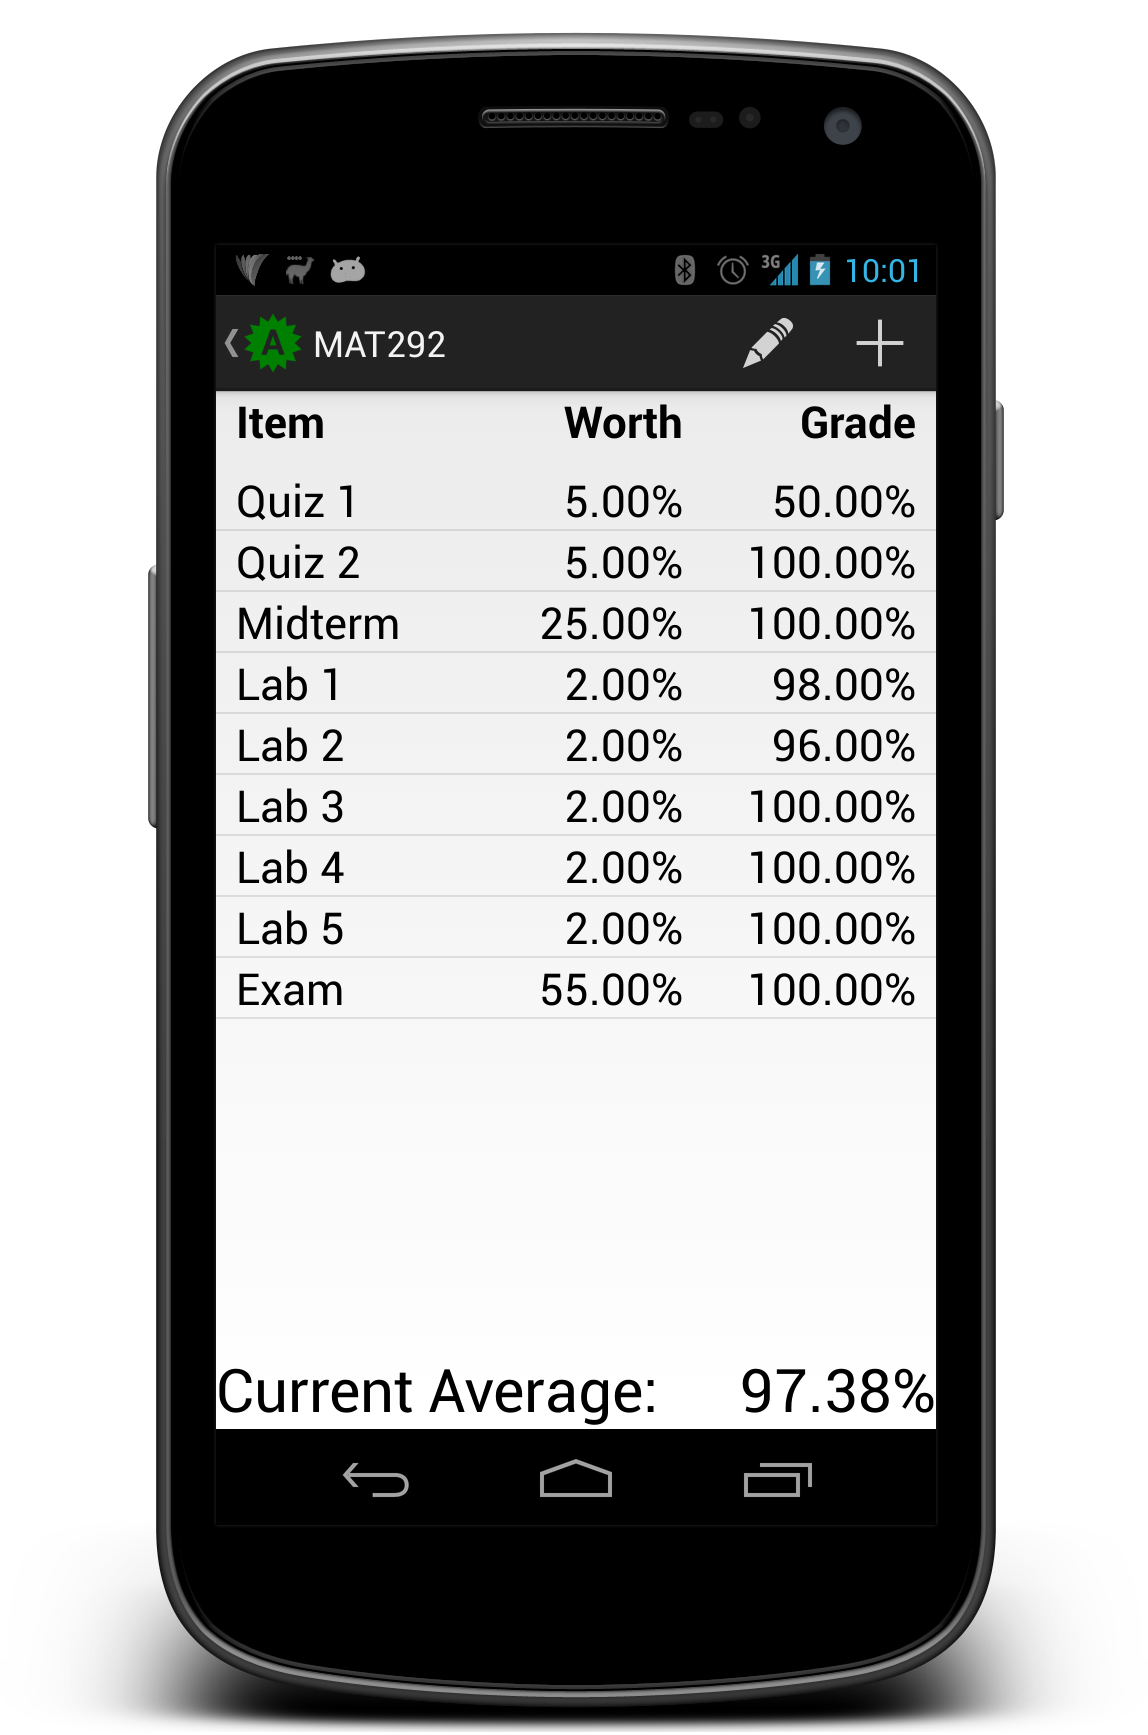 3G 10:01
A MAT292
Item Worth Grade
Quiz 1 5.00% 50.00%
Quiz 2 5.00% 100.00%
Midterm 25.00% 100.00%
Lab 1 2.00% 98.00%
Lab 2 2.00% 96.00%
Lab 3 2.00% 100.00%
Lab 4 2.00% 100.00%
Lab 5 2.00% 100.00%
Exam 55.00% 100.00%
Current Average: 97.38%